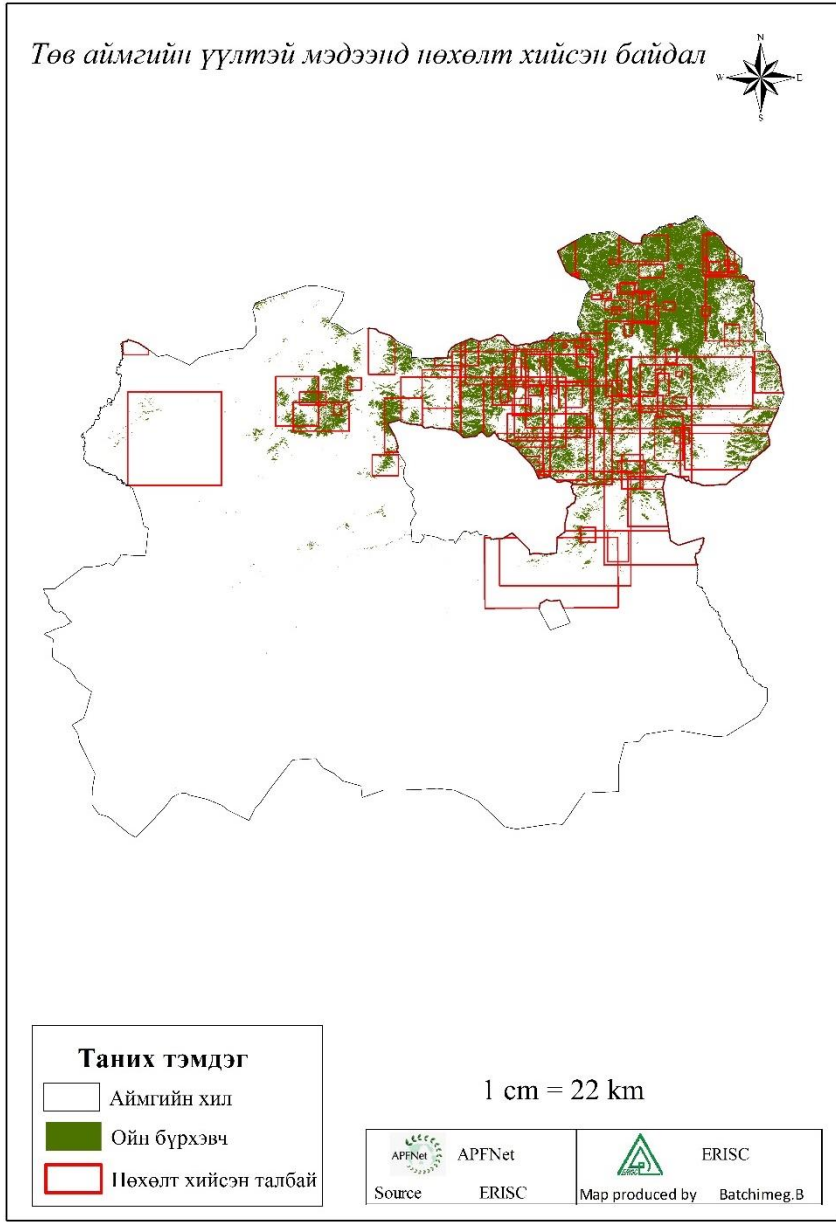 Төв аймгийн үүлтэй мэдээнд нөхөлт хийсэн байдал
N
W E
S
Таних тэмдэг
Аймгийн хил
Ойн бүрхэвч
Нөхөлт хийсэн талбай
1 cm = 22 km
APFNet APFNet
Source ERISC
ERISC
Map produced by Batchimeg.B